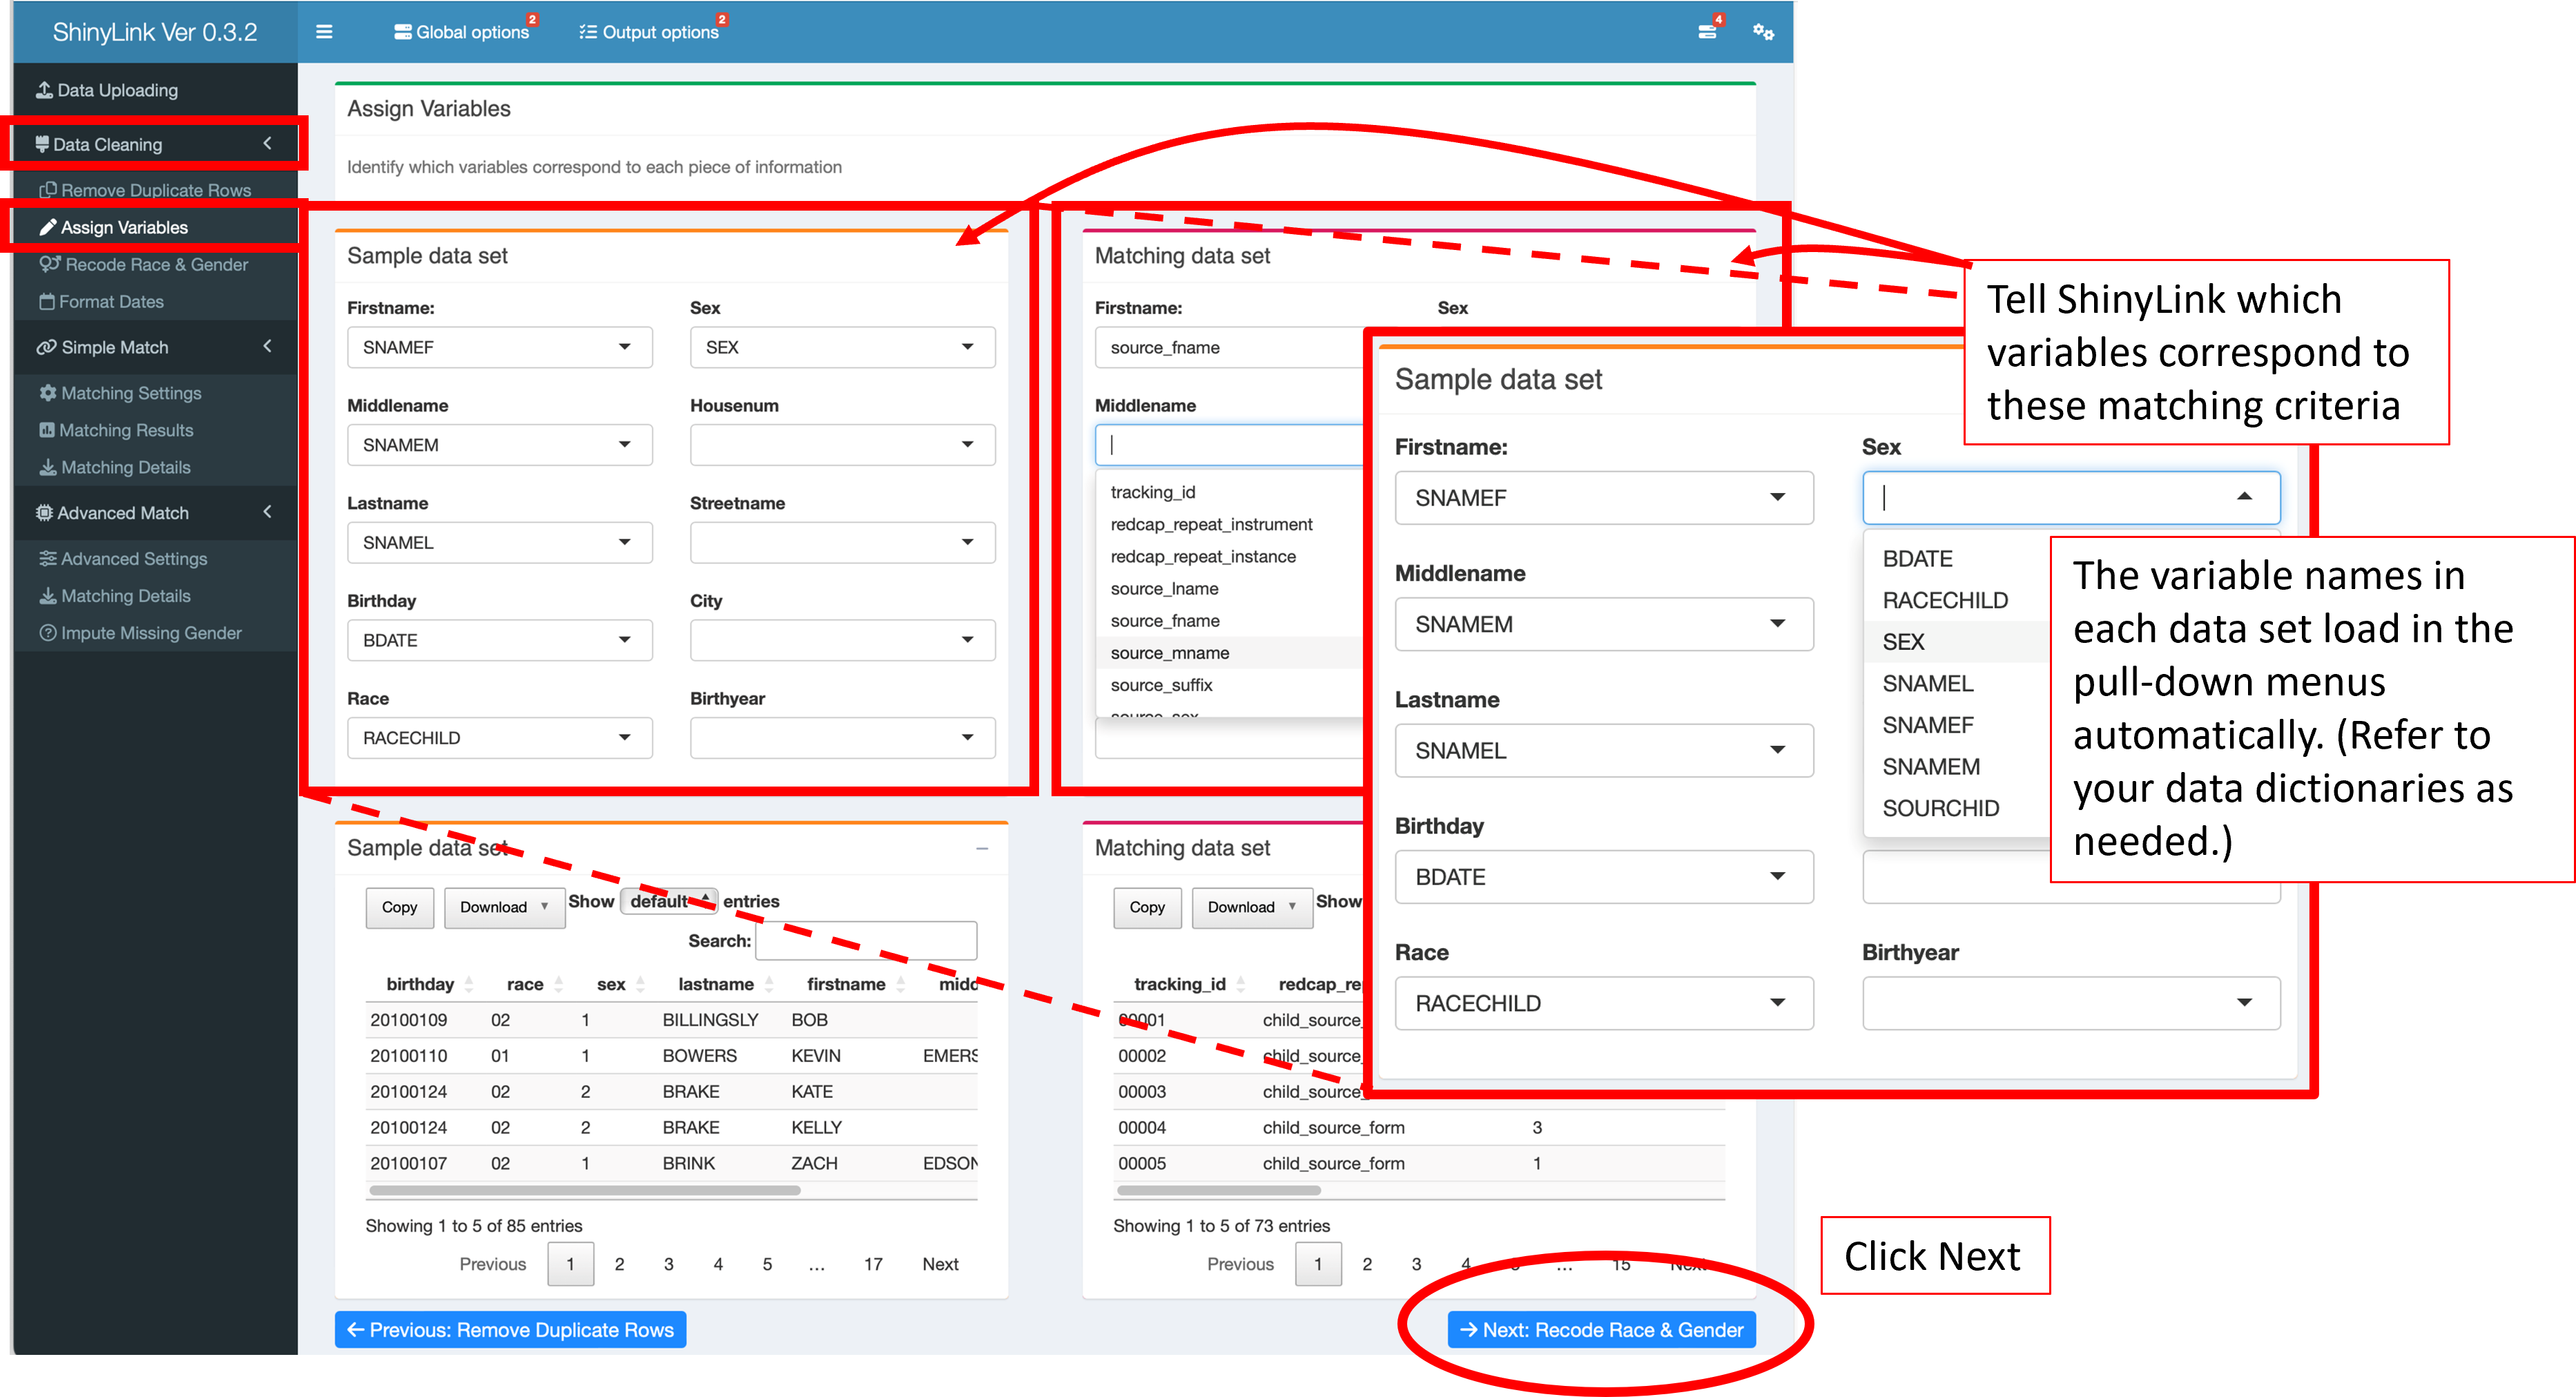 ShinyLink Ver 0.3.2
Global options 2
Output options 2
4
Data Uploading
Data Cleaning
Remove Duplicate Rows
Assign Variables
Recode Race & Gender
Format Dates
Simple Match
Matching Settings
Matching Results
Matching Details
Advanced Match
Advanced Settings
Matching Details
Impute Missing Gender
Assign Variables
Identify which variables correspond to each piece of information
Sample data set
Firstname: Sex
SNAMEF SEX
Middlename Housenum
SNAMEM
Lastname Streetname
SNAMEL
Birthday City
BDATE
Race Birthyear
RACECHILD
Matching data set
Firstname: Sex
source_fname
Middlename
tracking_id
redcap_repeat_instrument
redcap_repeat_instance
source_lname
source_fname
source_mname
source_suffix
source_sex
Tell ShinyLink which
variables correspond to
these matching criteria
Sample data set
Firstname: Sex
SNAMEF
Middlename
SNAMEM
Lastname
SNAMEL
Birthday
BDATE
Race Birthyear
RACECHILD
BDATE
RACECHILD
SEX
SNAMEL
SNAMEF
SNAMEM
SOURCHID
The variable names in
each data set load in the
pull-down menus
automatically. (Refer to
your data dictionaries as
needed.)
Sample data set
Copy Download Show default entries
Search:
birthday race sex lastname firstname midd
20100109 02 1 BILLINGSLY BOB
20100110 01 1 BOWERS KEVIN EMERS
20100124 02 2 BRAKE KATE
20100124 02 2 BRAKE KELLY
20100107 02 1 BRINK ZACH EDSON
Showing 1 to 5 of 85 entries
Previous 1 2 3 4 5 ... 17 Next
Matching data set
Copy Download Show
tracking_id redcap_re
00001 child_source_
00002 child_source_
00003 child_source_
00004 child_source_form 3
00005 child_source_form 1
Showing 1 to 5 of 73 entries
Previous 1 2 3 4 5 ... 15 Next
Click Next
← Previous: Remove Duplicate Rows
→ Next: Recode Race & Gender